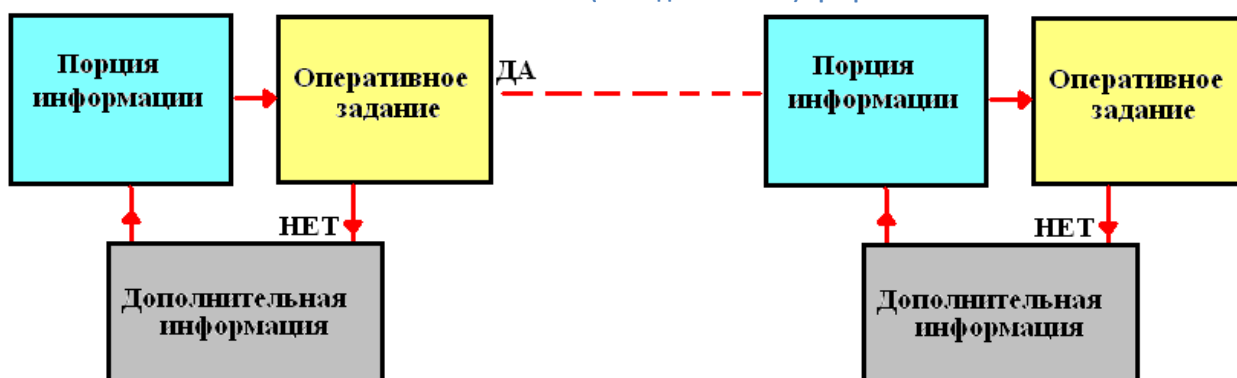 Порция
информации
Оперативное
задание
ДА
НЕТ
Дополнительная
информация
Порция
информации
Оперативное
задание
НЕТ
Дополнительная
информация